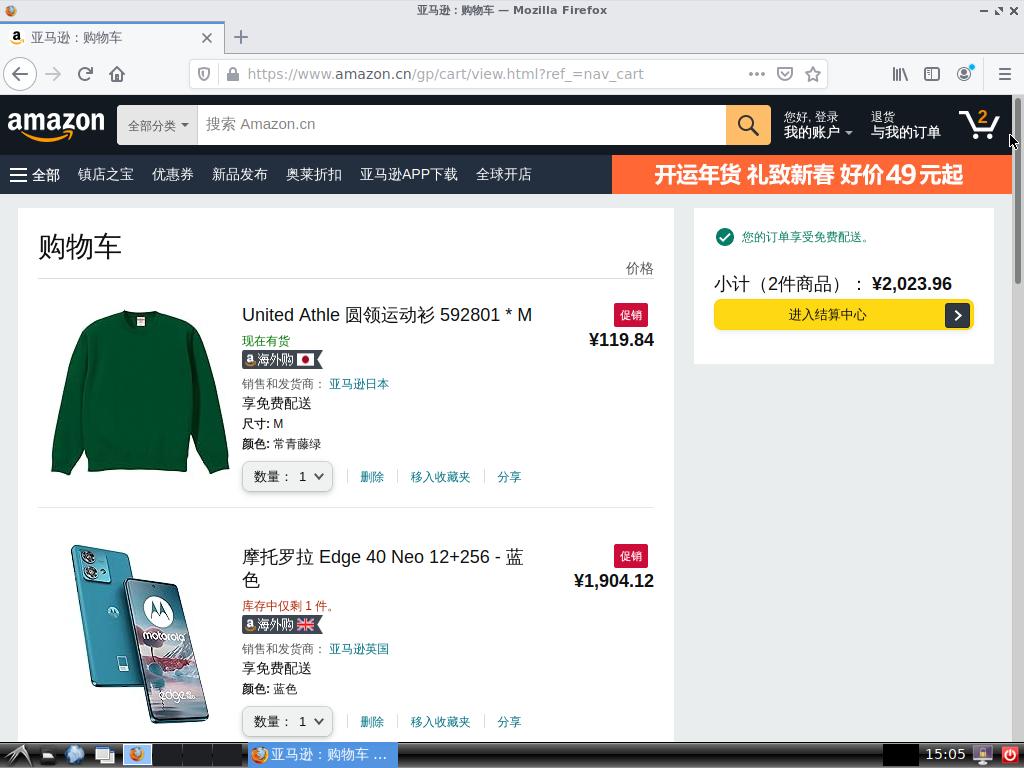 亚马逊：购物车 — Mozilla Firefox
亚马逊：购物车
https://www.amazon.cn/gp/cart/view.html?ref_=nav_cart
amazon
全部分类
搜索 Amazon.cn
您好, 登录
我的账户
退货
与我的订单
2
全部
镇店之宝
优惠券
新品发布
奥莱折扣
亚马逊APP下载
全球开店
开运年货 礼致新春 好价49元起
购物车
价格
United Athle 圆领运动衫 592801 * M
促销
¥119.84
现在有货
海外购
销售和发货商： 亚马逊日本
享免费配送
尺寸: M
颜色: 常青藤绿
数量： 1
删除
移入收藏夹
分享
摩托罗拉 Edge 40 Neo 12+256 - 蓝
色
促销
¥1,904.12
库存中仅剩 1 件。
海外购
销售和发货商： 亚马逊英国
享免费配送
颜色: 蓝色
数量： 1
删除
移入收藏夹
分享
motorola
您的订单享受免费配送。
小计（2件商品）： ¥2,023.96
进入结算中心
亚马逊：购物车 ...
15:05